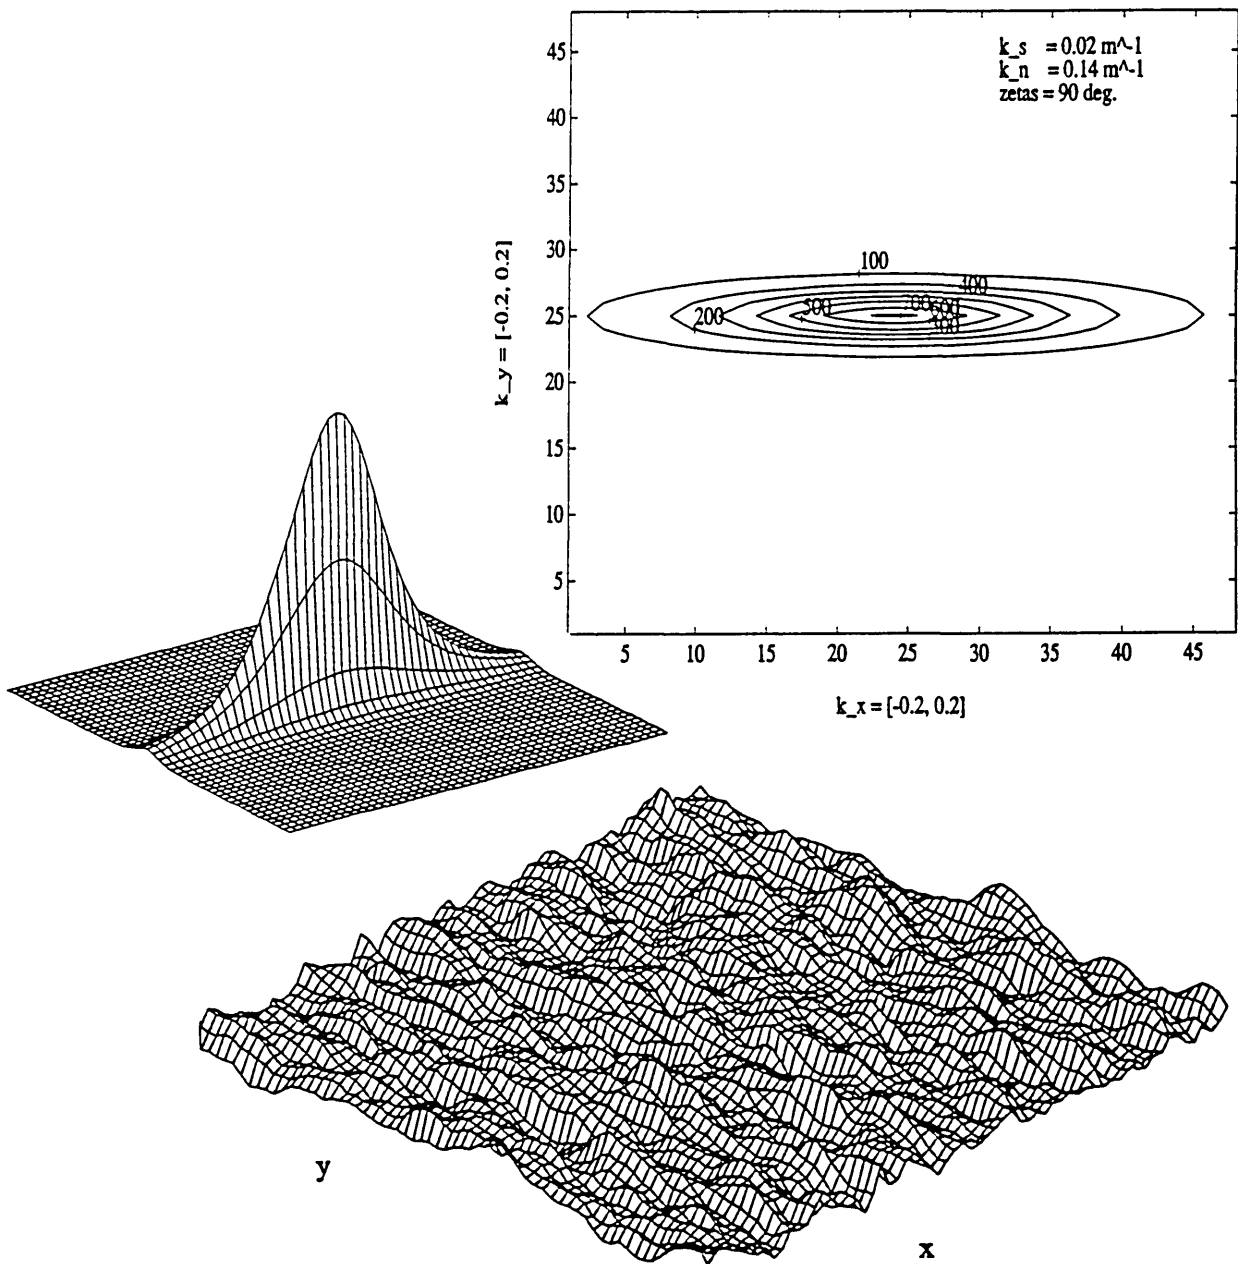 k_s = 0.02 m^-1
k_n = 0.14 m^-1
zetas = 90 deg.
45
40
35
30
25
20
15
10
5
k_y = [-0.2, 0.2]
100
400
200
500
600
5 10 15 20 25 30 35 40 45
k_x = [-0.2, 0.2]
y
x